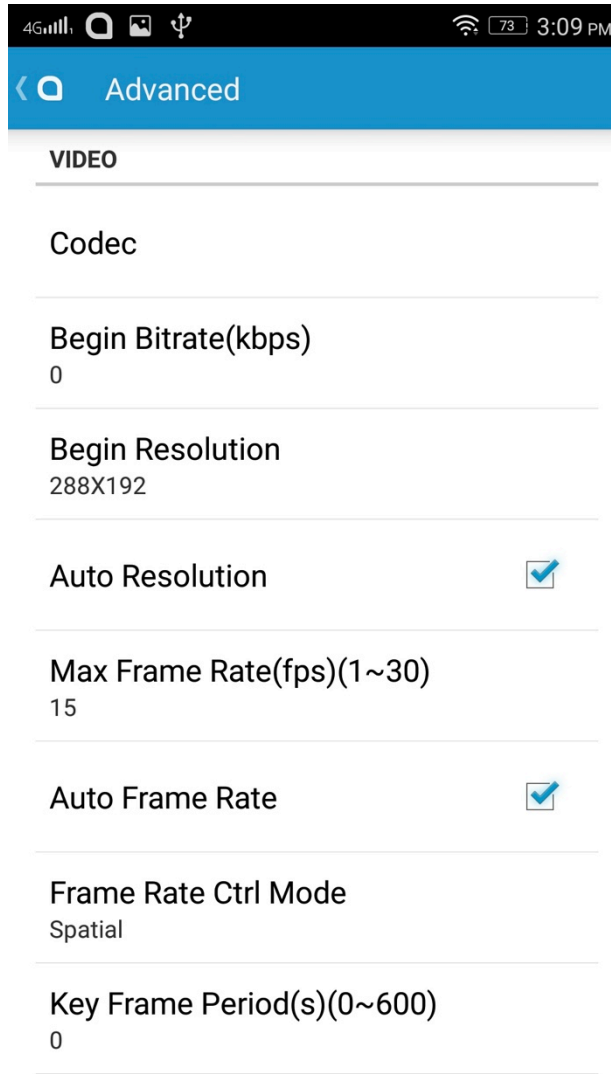 4G 73 3:09 PM
Advanced
VIDEO
Codec
Begin Bitrate(kbps)
0
Begin Resolution
288X192
Auto Resolution
Max Frame Rate(fps)(1~30)
15
Auto Frame Rate
Frame Rate Ctrl Mode
Spatial
Key Frame Period(s)(0~600)
0